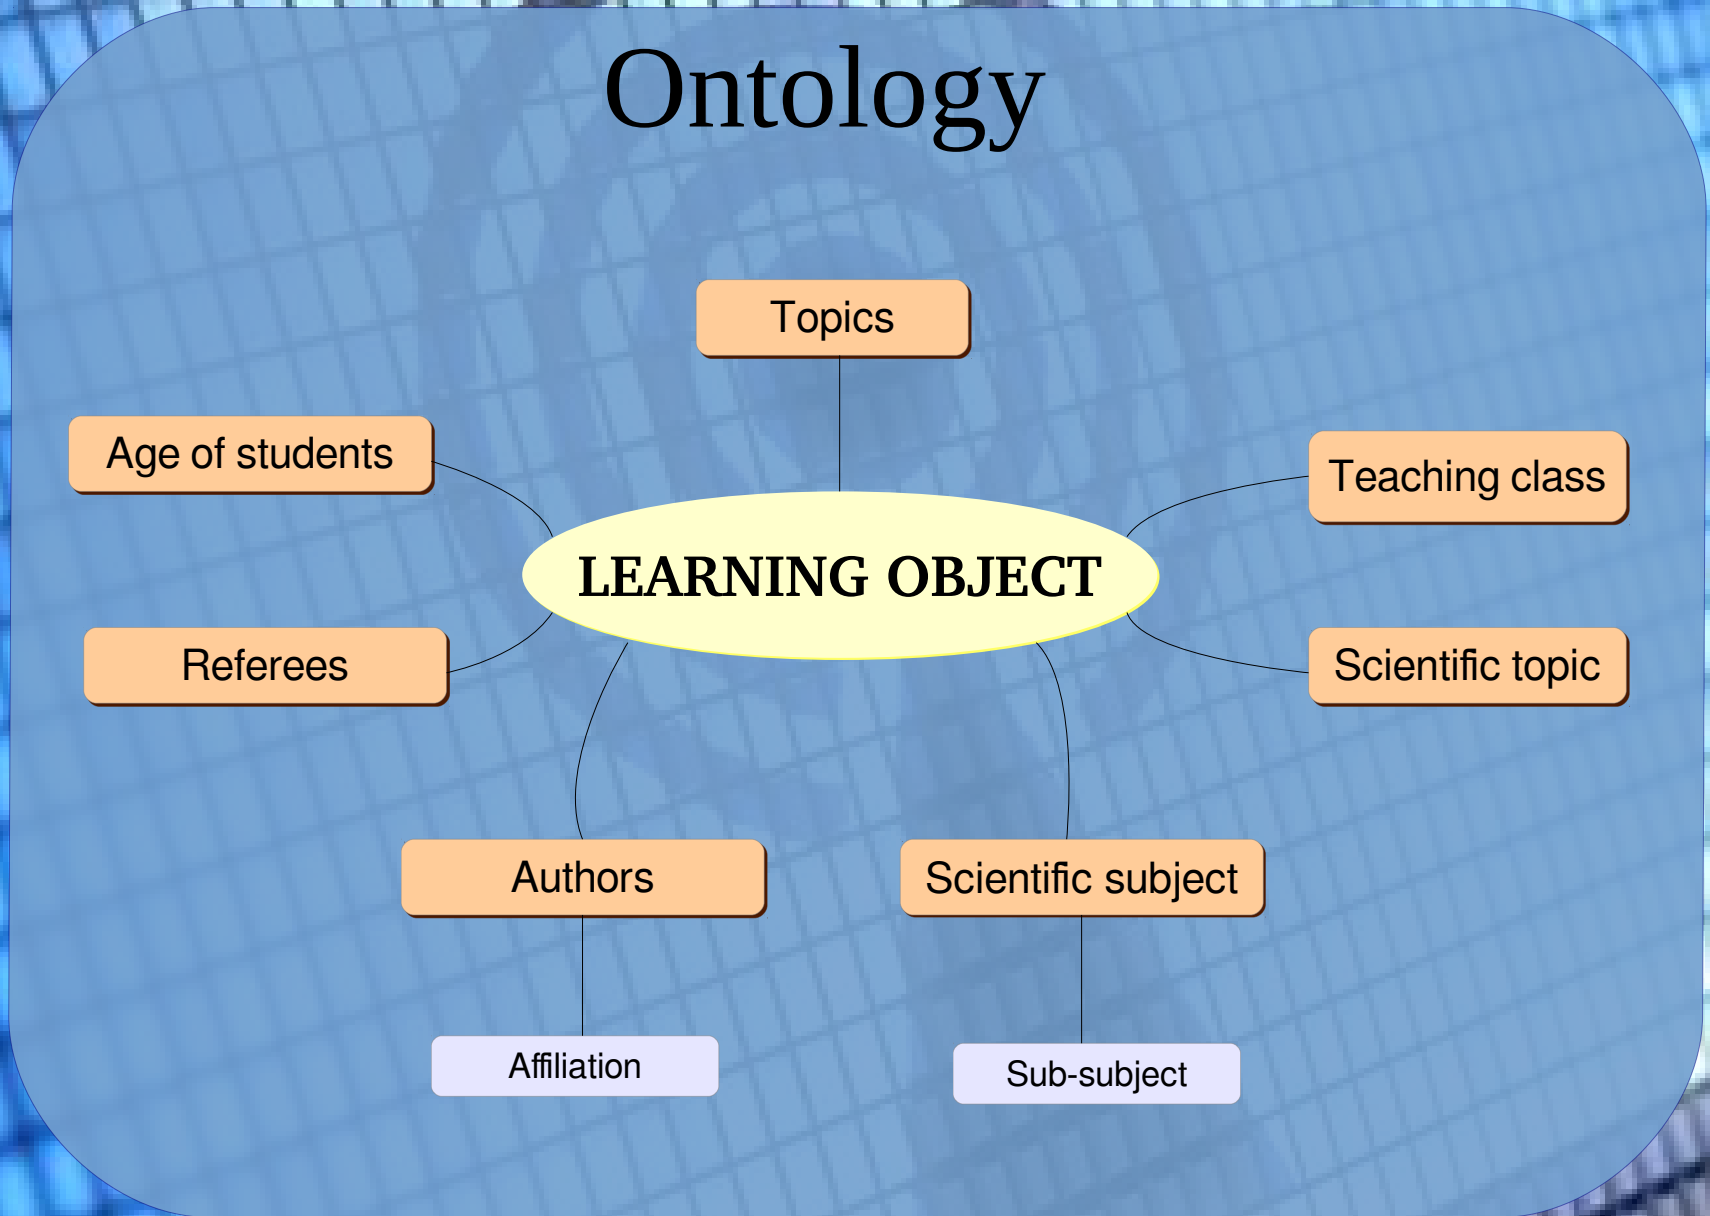 Ontology
Topics
Age of students
Teaching class
LEARNING OBJECT
Referees
Scientific topic
Authors
Scientific subject
Affiliation
Sub-subject